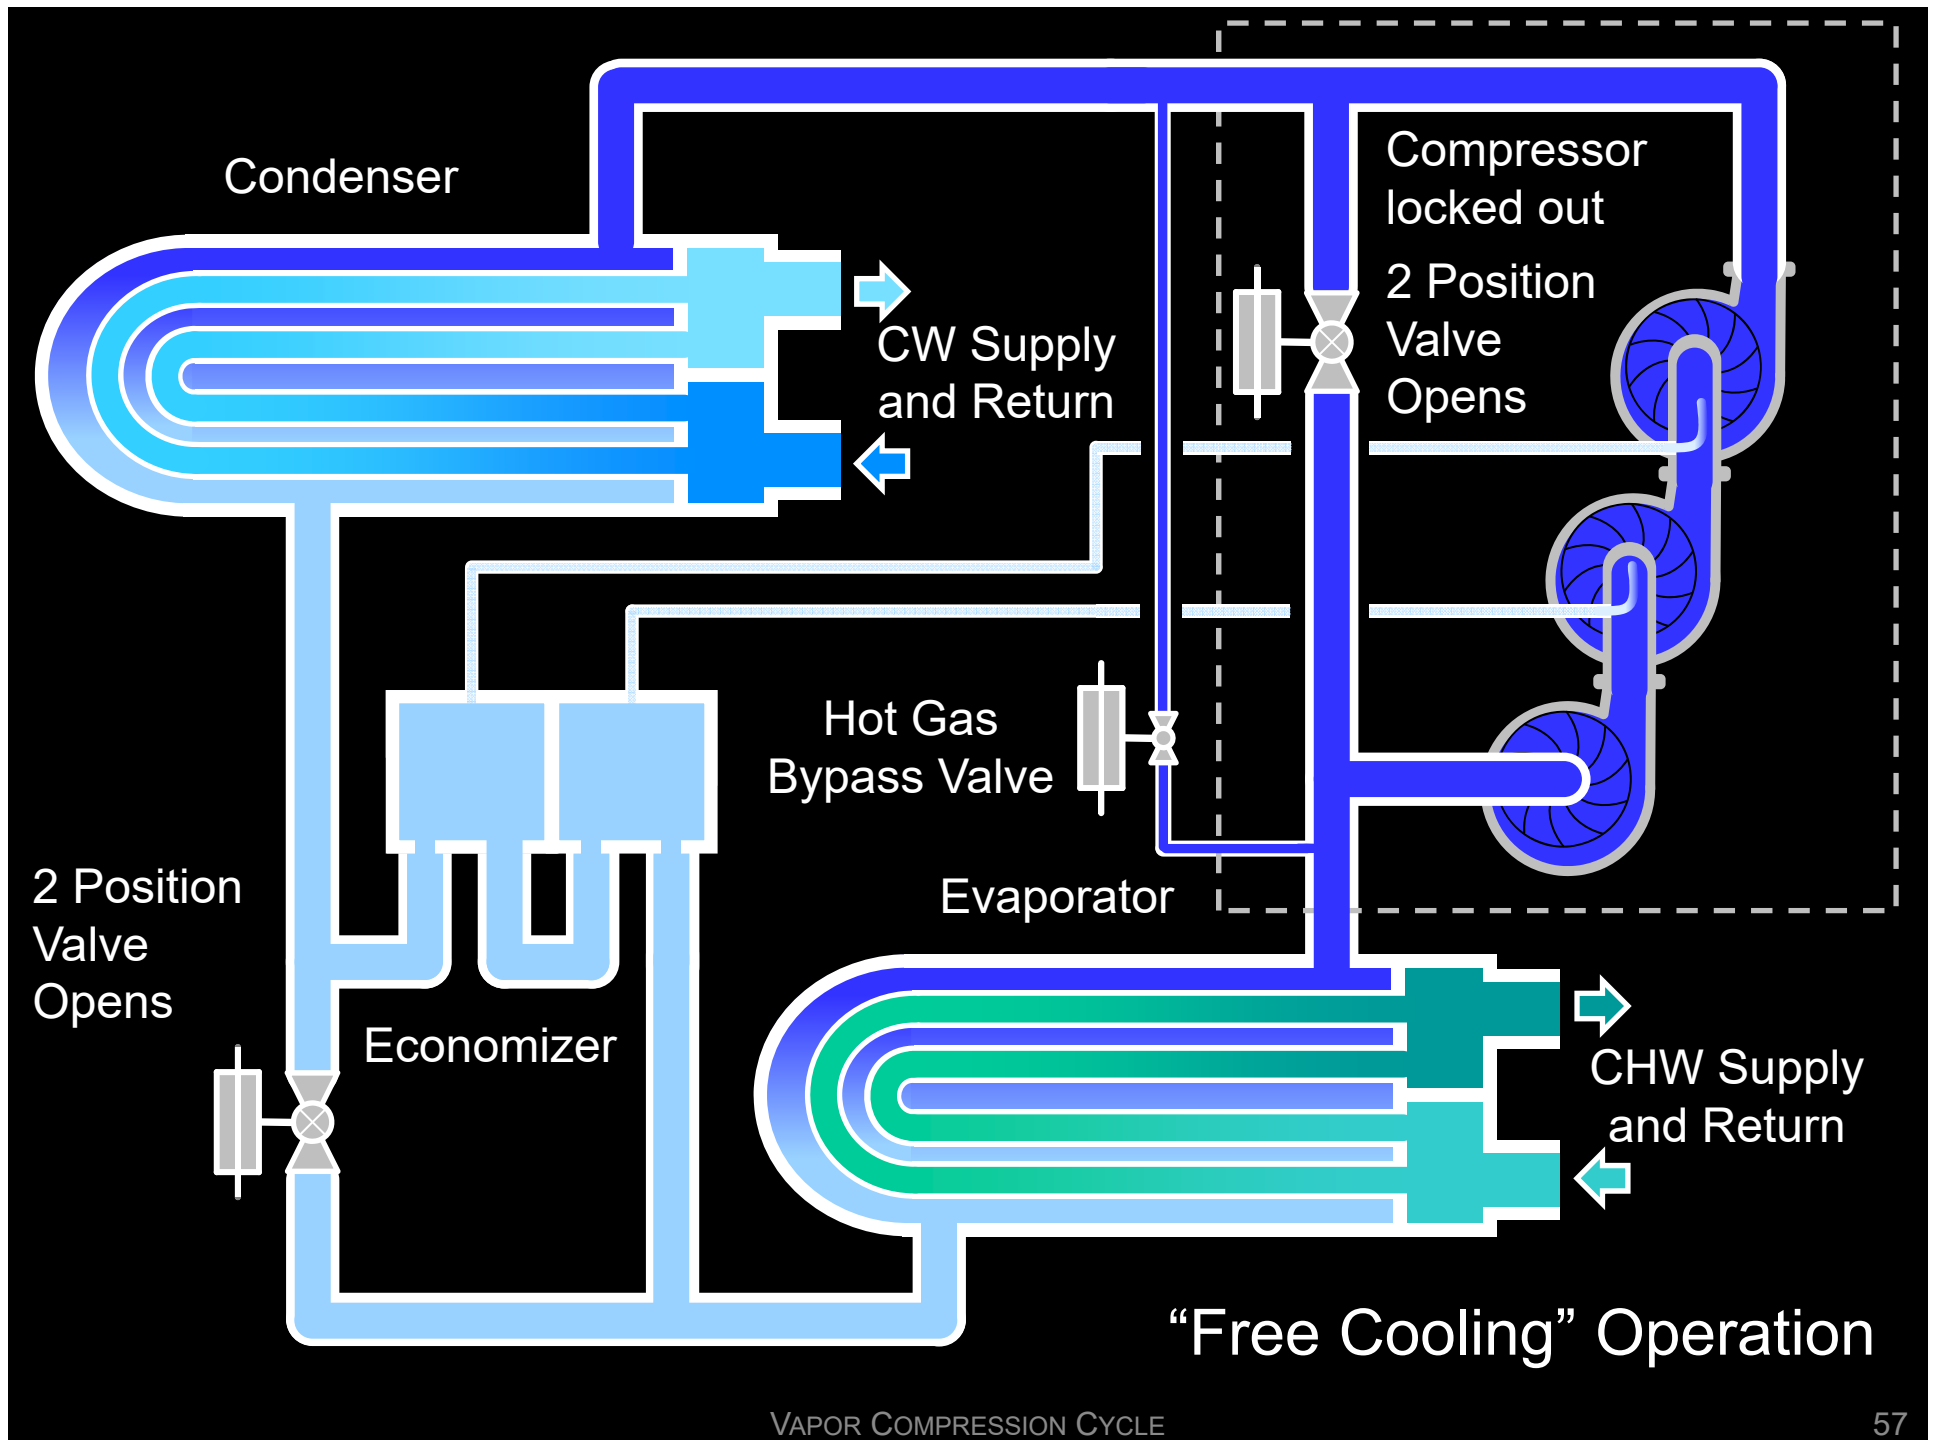 Condenser
Compressor
locked out
2 Position
Valve
Opens
CW Supply
and Return
Hot Gas
Bypass Valve
2 Position
Valve
Opens
Evaporator
Economizer
CHW Supply
and Return
“Free Cooling” Operation
VAPOR COMPRESSION CYCLE
57